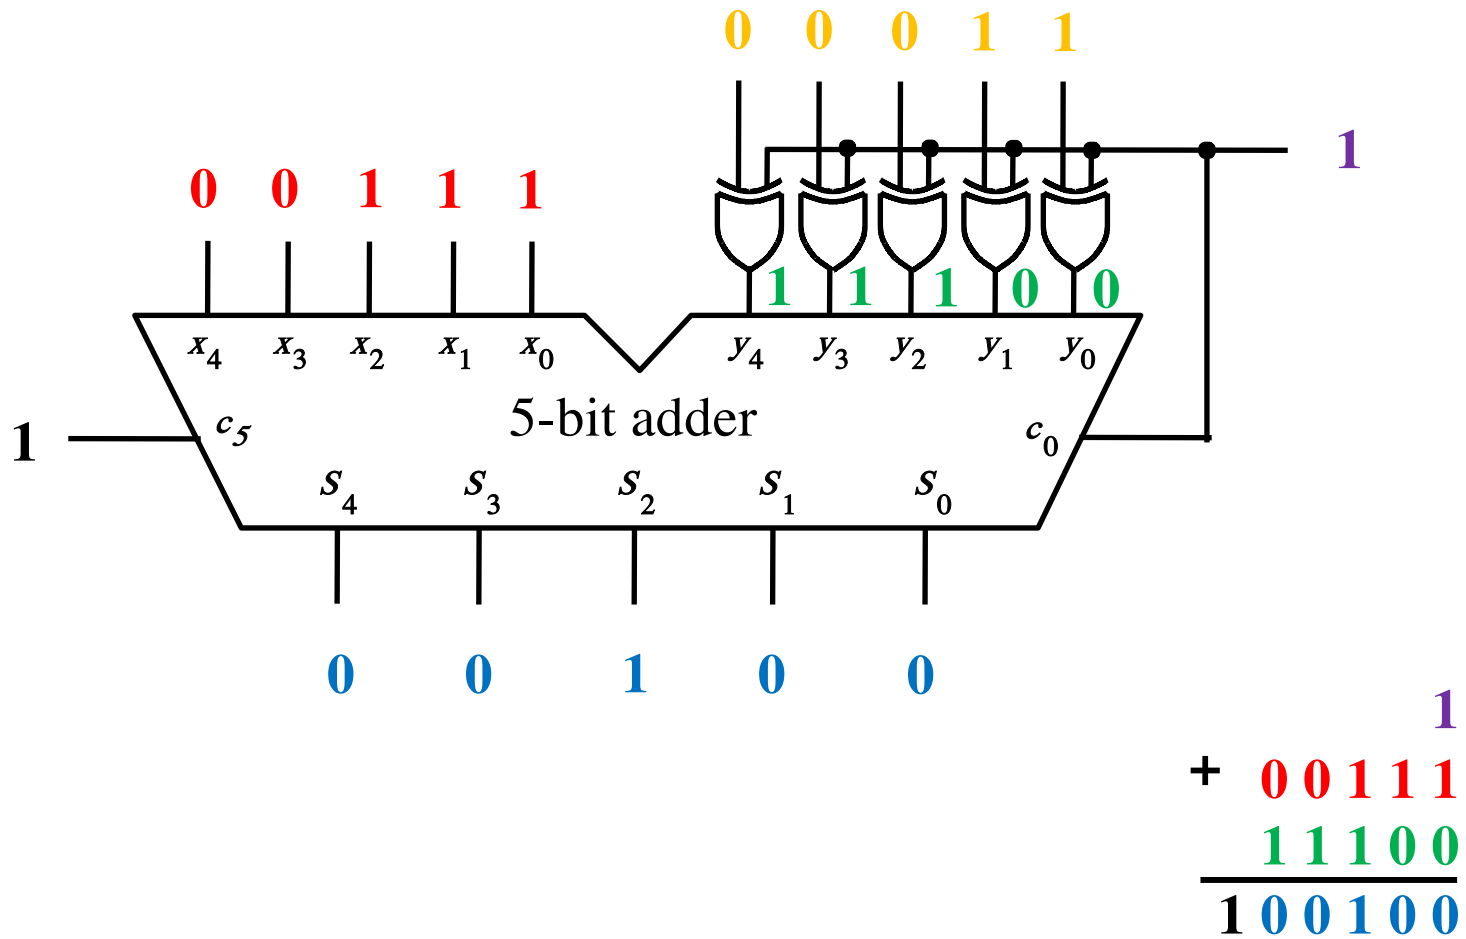 0 0 0 1 1
1
0 0 1 1 1
1 1 1 0 0
x4 x3 x2 x1 x0 y4 y3 y2 y1 y0
5-bit adder
1 c5 c0
s4 s3 s2 s1 s0
0 0 1 0 0
1
+ 0 0 1 1 1
1 1 1 0 0
1 0 0 1 0 0